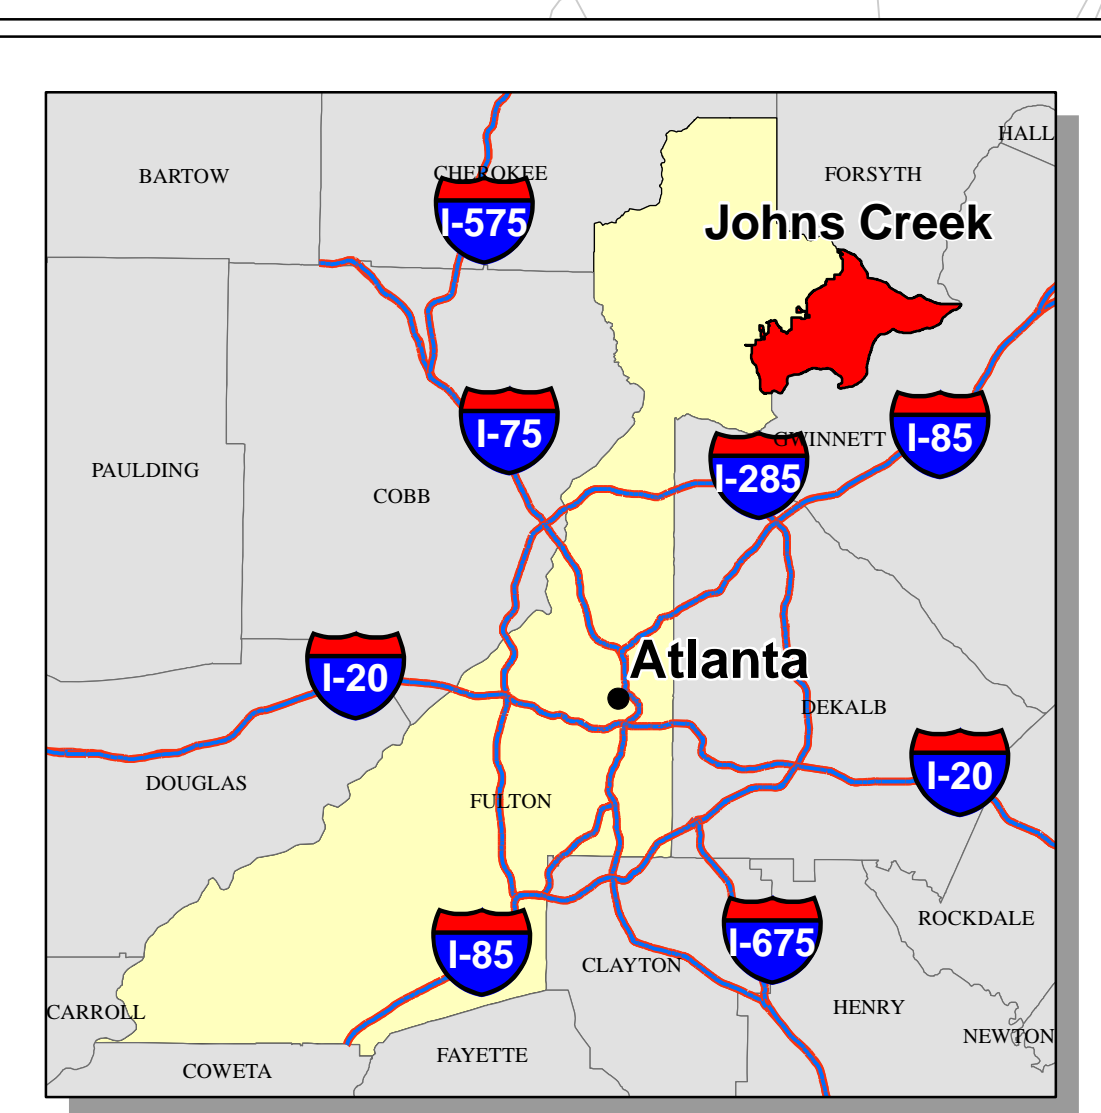 HALL
BARTOW
CHEROKEE
FORSYTH
I-575
Johns Creek
I-75
I-85
GWINNETT
I-285
PAULDING
COBB
Atlanta
I-20
DEKALB
I-20
DOUGLAS
FULTON
ROCKDALE
I-85
I-675
CLAYTON
CARROLL
HENRY
NEWTON
FAYETTE
COWETA